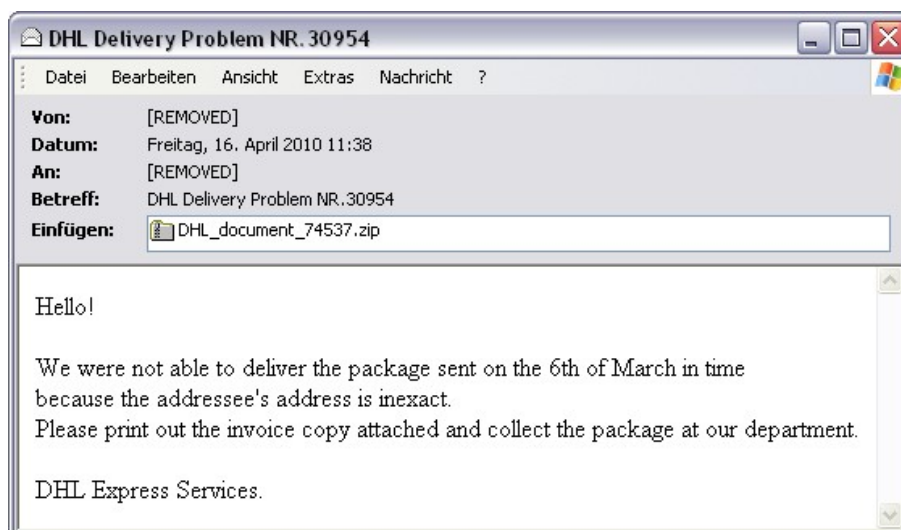 DHL Delivery Problem NR.30954
Datei Bearbeiten Ansicht Extras Nachricht ?
Von: [REMOVED]
Datum: Freitag, 16. April 2010 11:38
An: [REMOVED]
Betreff: DHL Delivery Problem NR.30954
Einfügen: DHL_document_74537.zip
Hello!
We were not able to deliver the package sent on the 6th of March in time
because the addressee's address is inexact.
Please print out the invoice copy attached and collect the package at our department.
DHL Express Services.